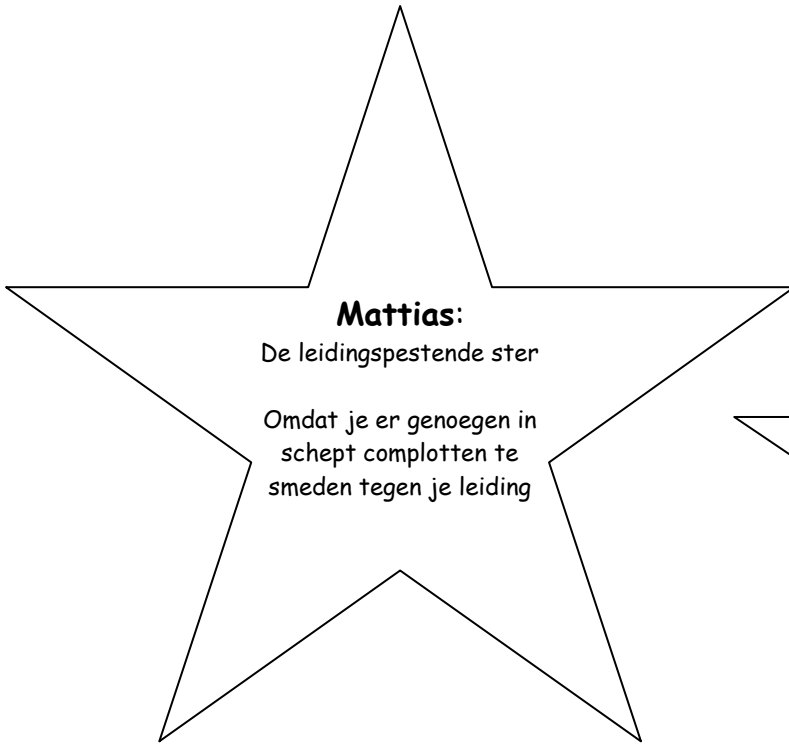 Mattias:
De leidingspestende ster
Omdat je er genoegen in
schept complotten te
smeden tegen je leiding